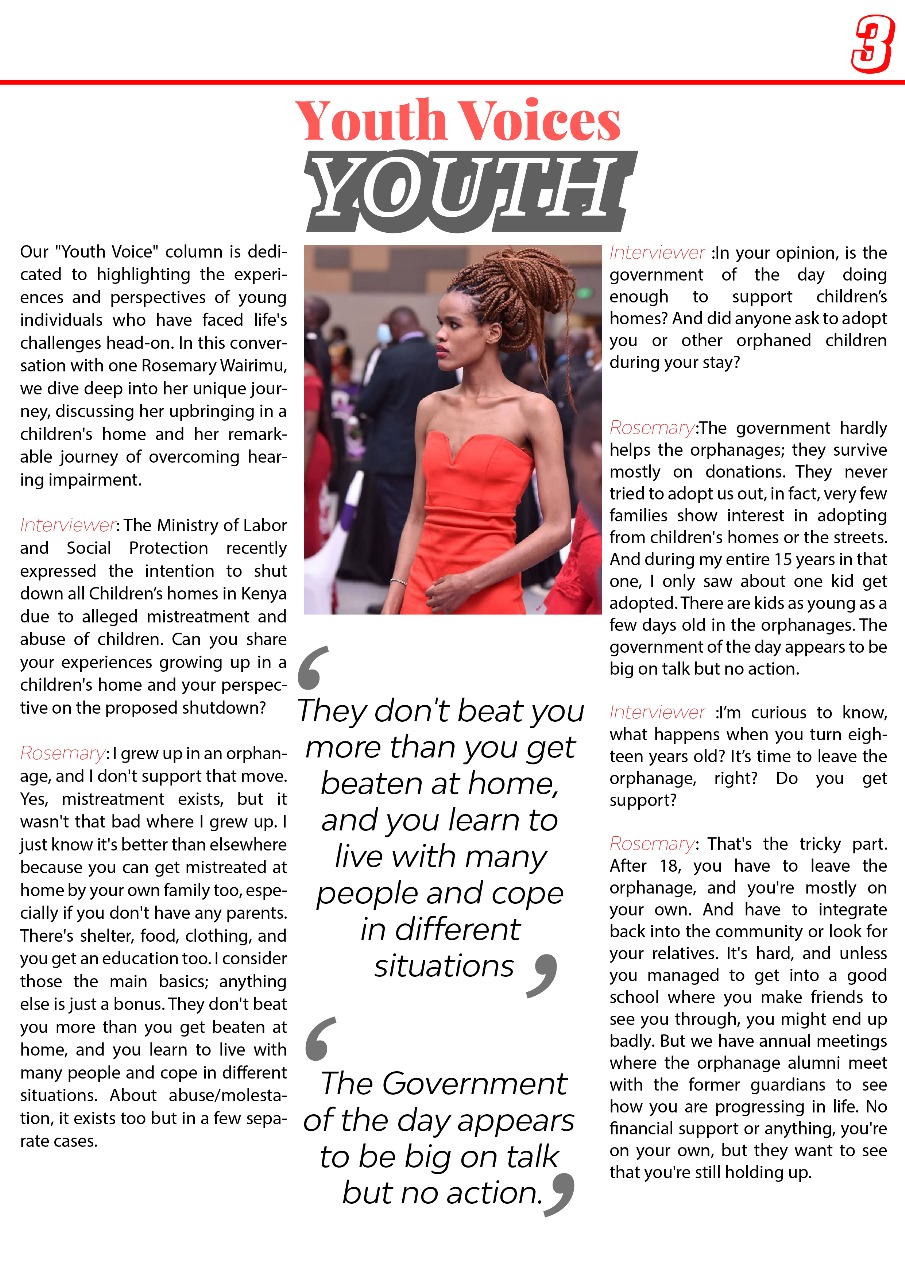 3
Youth Voices
YOUTH
Our "Youth Voice" column is dedi-
cated to highlighting the experi-
ences and perspectives of young
individuals who have faced life's
challenges head-on. In this conver-
sation with one Rosemary Wairimu,
we dive deep into her unique jour-
ney, discussing her upbringing in a
children's home and her remark-
able journey of overcoming hear-
ing impairment.
Interviewer: The Ministry of Labor
and Social Protection recently
expressed the intention to shut
down all Children’s homes in Kenya
due to alleged mistreatment and
abuse of children. Can you share
your experiences growing up in a
children's home and your perspec-
tive on the proposed shutdown?
Rosemary: I grew up in an orphan-
age, and I don't support that move.
Yes, mistreatment exists, but it
wasn't that bad where I grew up. I
just know it's better than elsewhere
because you can get mistreated at
home by your own family too, espe-
cially if you don't have any parents.
There's shelter, food, clothing, and
you get an education too. I consider
those the main basics; anything
else is just a bonus. They don't beat
you more than you get beaten at
home, and you learn to live with
many people and cope in different
situations. About abuse/molesta-
tion, it exists too but in a few sepa-
rate cases.
‘
They don't beat you
more than you get
beaten at home,
and you learn to
live with many
people and cope
in different
situations ’
‘
The Government
of the day appears
to be big on talk
but no action. ’
Interviewer :In your opinion, is the
government of the day doing
enough to support children’s
homes? And did anyone ask to adopt
you or other orphaned children
during your stay?
Rosemary:The government hardly
helps the orphanages; they survive
mostly on donations. They never
tried to adopt us out, in fact, very few
families show interest in adopting
from children's homes or the streets.
And during my entire 15 years in that
one, I only saw about one kid get
adopted. There are kids as young as a
few days old in the orphanages. The
government of the day appears to be
big on talk but no action.
Interviewer :I’m curious to know,
what happens when you turn eigh-
teen years old? It’s time to leave the
orphanage, right? Do you get
support?
Rosemary: That's the tricky part.
After 18, you have to leave the
orphanage, and you're mostly on
your own. And have to integrate
back into the community or look for
your relatives. It's hard, and unless
you managed to get into a good
school where you make friends to
see you through, you might end up
badly. But we have annual meetings
where the orphanage alumni meet
with the former guardians to see
how you are progressing in life. No
financial support or anything, you're
on your own, but they want to see
that you're still holding up.